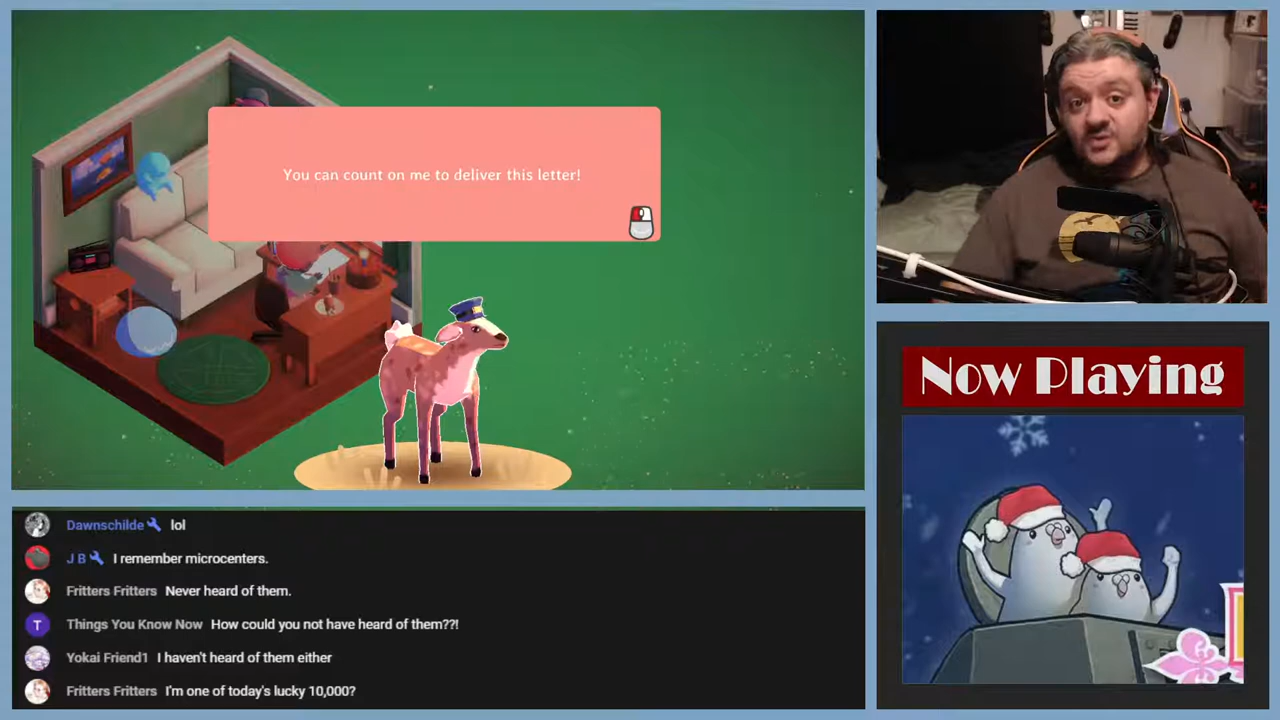 You can count on me to deliver this letter!
Now Playing
Dawnschilde lol
J B I remember microcenters.
Fritters Fritters Never heard of them.
T Things You Know Now How could you not have heard of them??!
Yokai Friend1 I haven't heard of them either
Fritters Fritters I'm one of today's lucky 10,000?